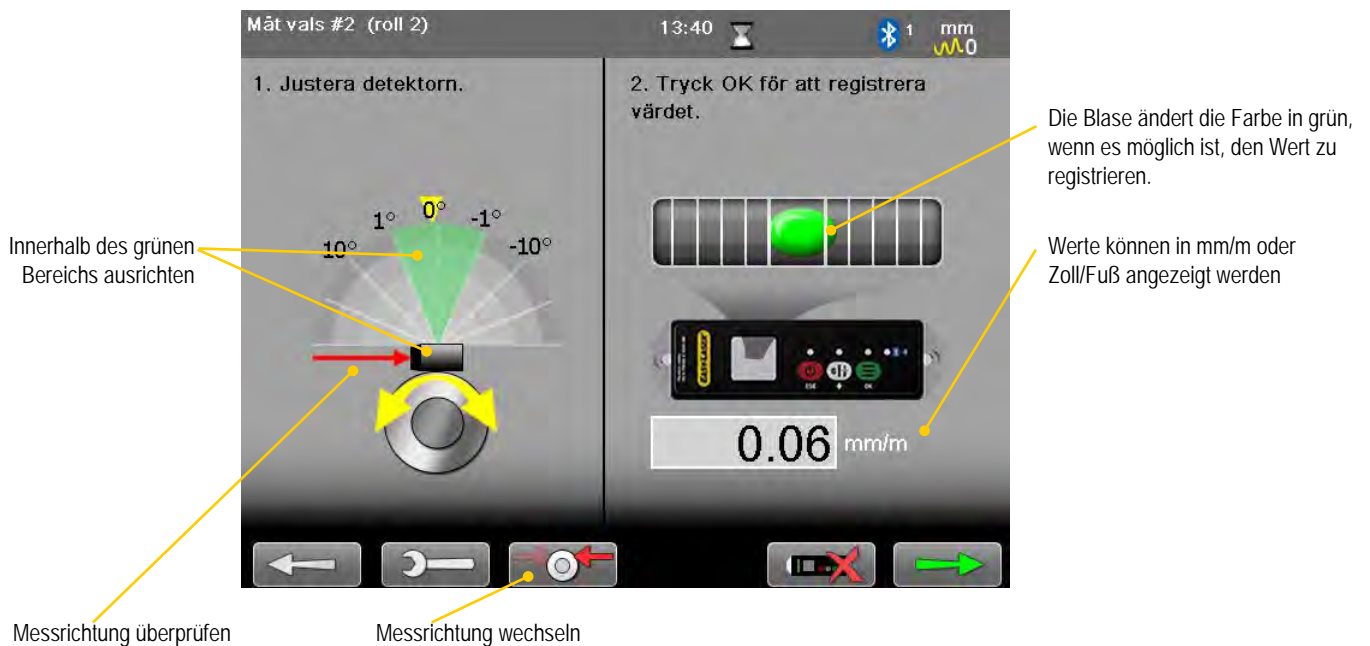 Mät vals #2 (roll 2)
13:40
1
mm
0
1. Justera detektorn.
2. Tryck OK för att registrera
värdet.
Die Blase ändert die Farbe in grün,
wenn es möglich ist, den Wert zu
registrieren.
10°
1°
0°
-1°
-10°
Innerhalb des grünen
Bereichs ausrichten
Werte können in mm/m oder
Zoll/Fuß angezeigt werden
EASY-LASER
ESC
OK
0.06 mm/m
Messrichtung überprüfen
Messrichtung wechseln